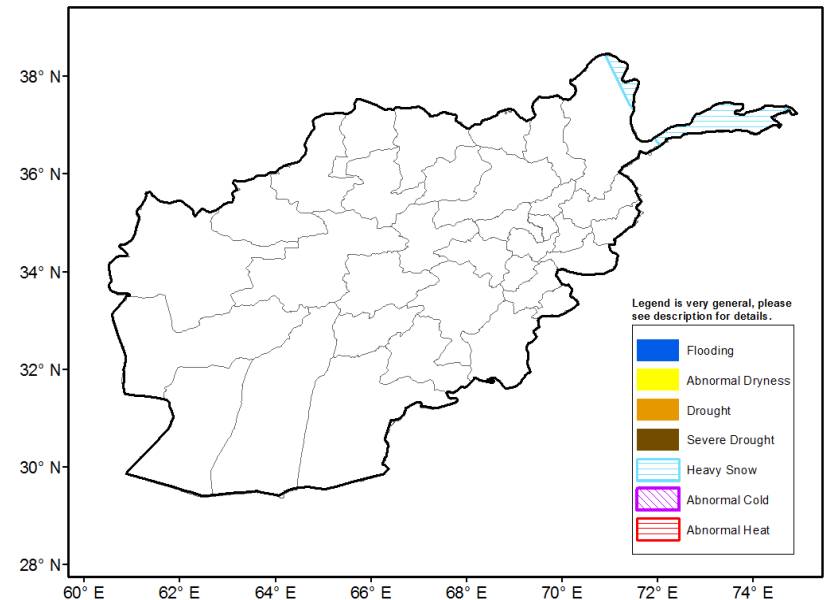 38° N
36° N
34° N
32° N
30° N
28° N
60° E
62° E
64° E
66° E
68° E
70° E
72° E
74° E
Legend is very general, please
see description for details.
Flooding
Abnormal Dryness
Drought
Severe Drought
Heavy Snow
Abnormal Cold
Abnormal Heat